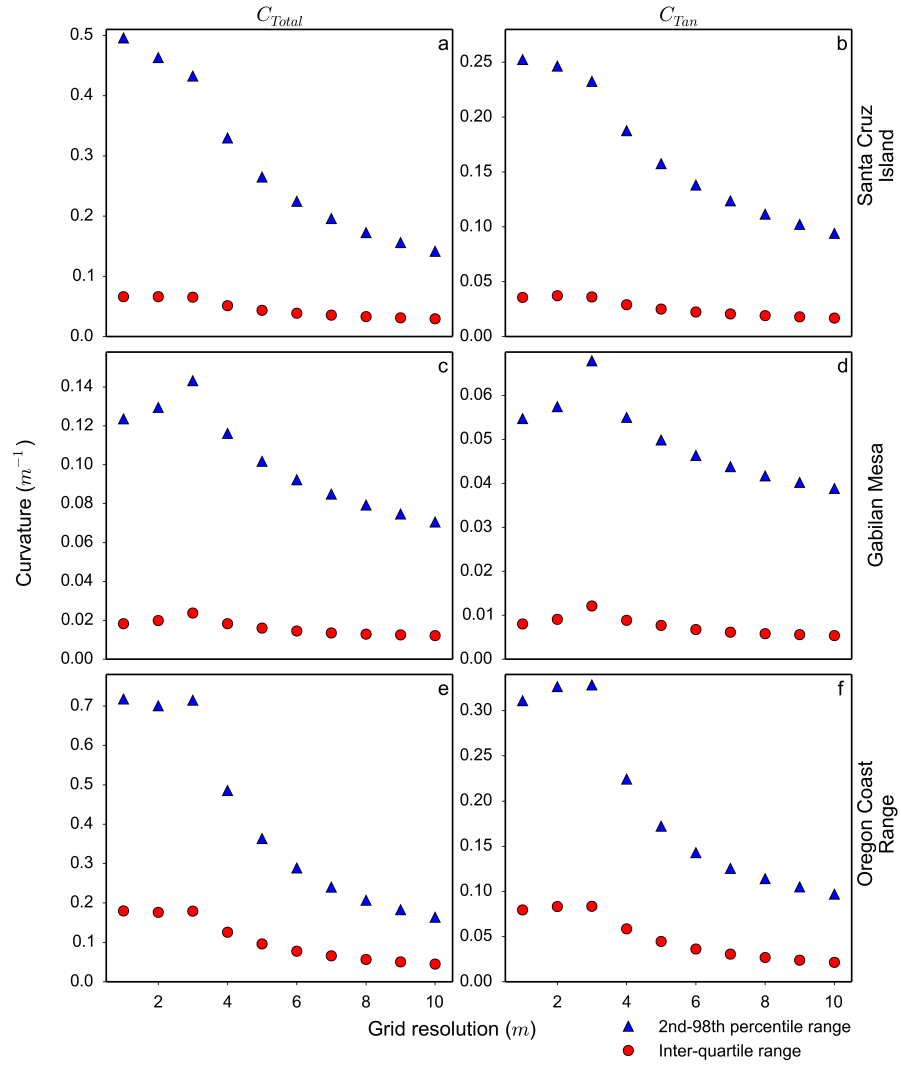 C_Total
C_Tan
a
0.5
0.4
0.3
0.2
0.1
0.0
b
0.25
0.20
0.15
0.10
0.05
0.00
Santa Cruz
Island
c
0.14
0.12
0.10
0.08
0.06
0.04
0.02
0.00
d
0.06
0.05
0.04
0.03
0.02
0.01
0.00
Gabilan Mesa
Curvature (m⁻¹)
e
0.7
0.6
0.5
0.4
0.3
0.2
0.1
0.0
f
0.30
0.25
0.20
0.15
0.10
0.05
0.00
Oregon Coast
Range
2 4 6 8 10
2 4 6 8 10
Grid resolution (m)
2nd-98th percentile range
Inter-quartile range